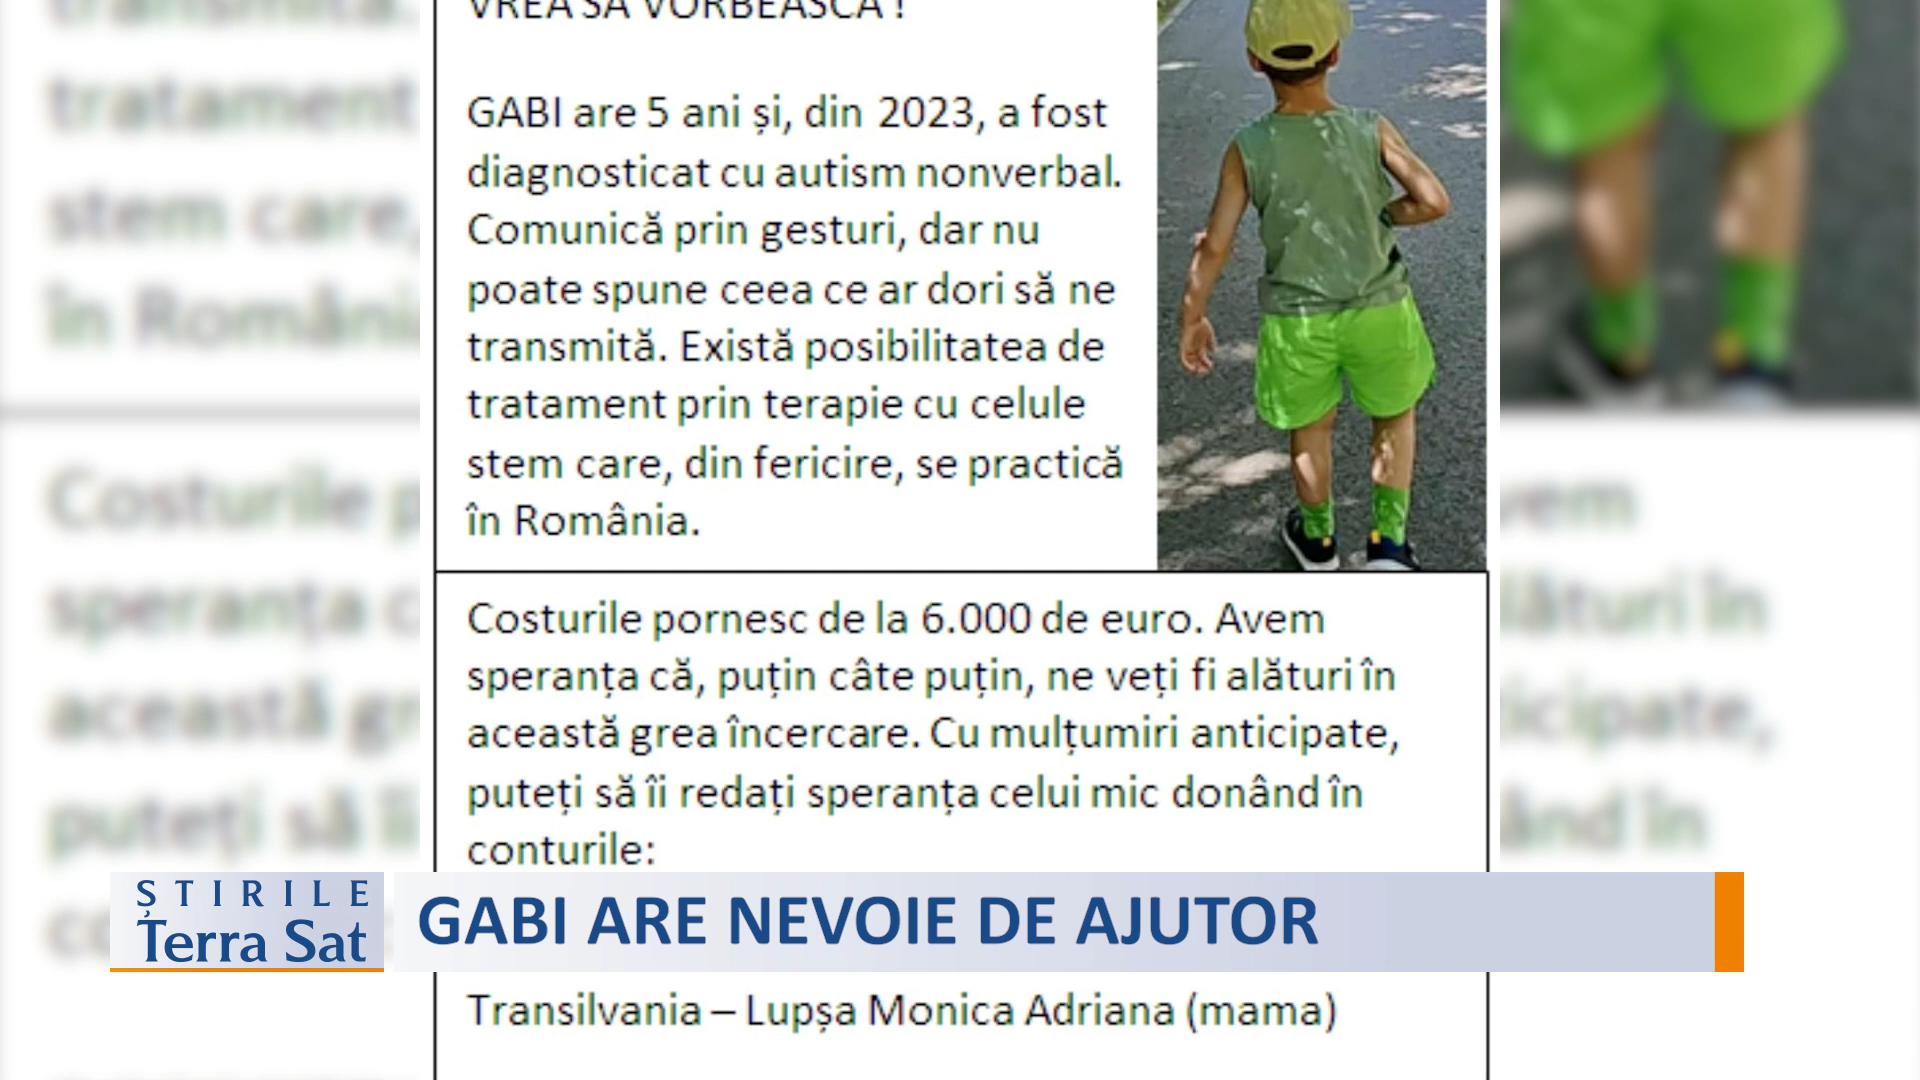 VREA SĂ VORBEASCĂ !
GABI are 5 ani și, din 2023, a fost
diagnosticat cu autism nonverbal.
Comunică prin gesturi, dar nu
poate spune ceea ce ar dori să ne
transmită. Există posibilitatea de
tratament prin terapie cu celule
stem care, din fericire, se practică
în România.
Costurile pornesc de la 6.000 de euro. Avem
speranța că, puțin câte puțin, ne veți fi alături în
această grea încercare. Cu mulțumiri anticipate,
puteți să îi redați speranța celui mic donând în
conturile:
ȘTIRILE
Terra Sat
GABI ARE NEVOIE DE AJUTOR
Transilvania – Lupșa Monica Adriana (mama)